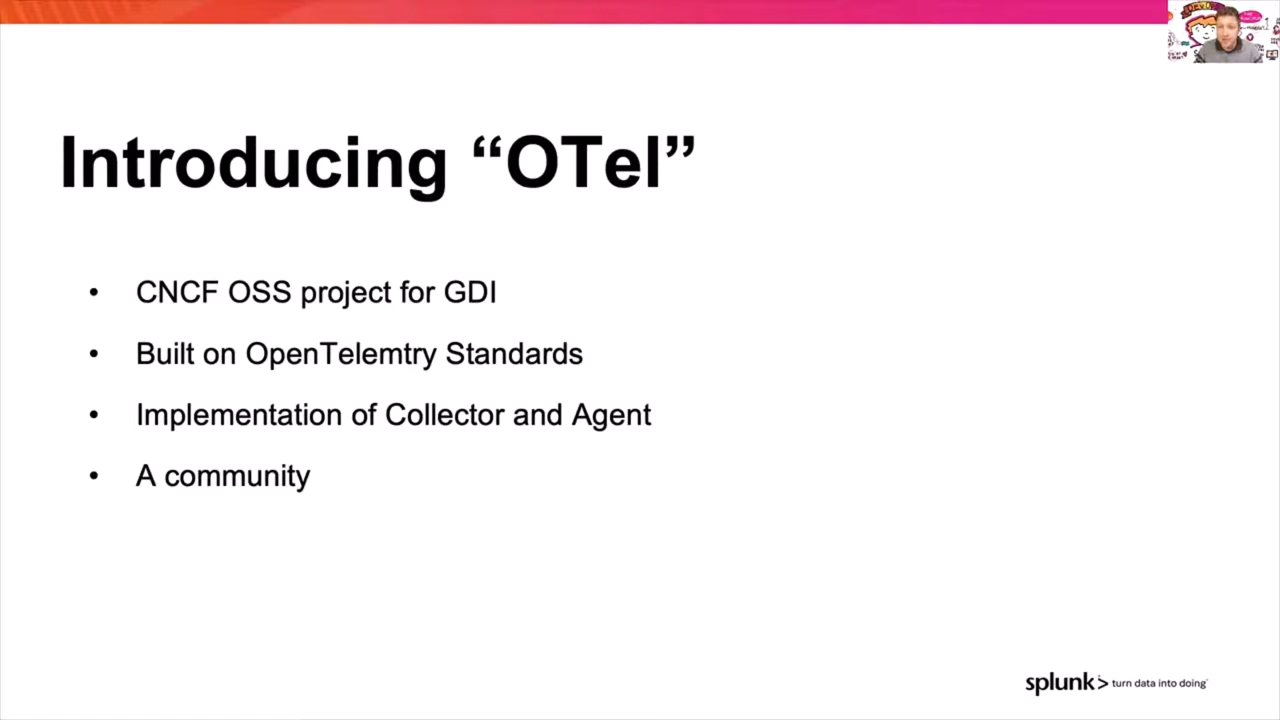 Introducing “OTel”
• CNCF OSS project for GDI
• Built on OpenTelemtry Standards
• Implementation of Collector and Agent
• A community
splunk> turn data into doing